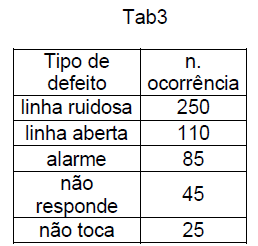 Tab3
Tipo de defeito n. ocorrência
linha ruidosa 250
linha aberta 110
alarme 85
não responde 45
não toca 25